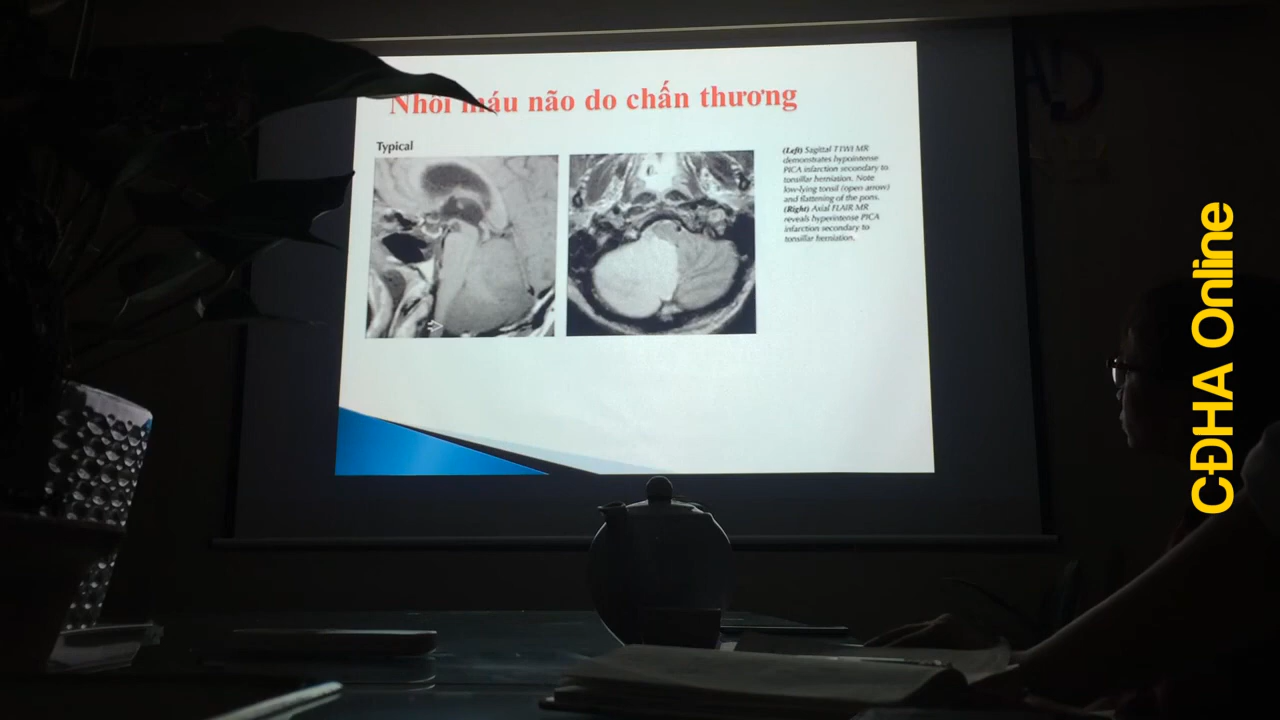 Nhồi máu não do chấn thương
Typical
(Left) Sagittal T1WI MR
demonstrates hypointense
PICA infarction secondary to
tonsillar herniation. Note
low-lying tonsil (open arrow)
and flattening of the pons.
(Right) Axial FLAIR MR
reveals hyperintense PICA
infarction secondary to
tonsillar herniation.
CĐHA Online